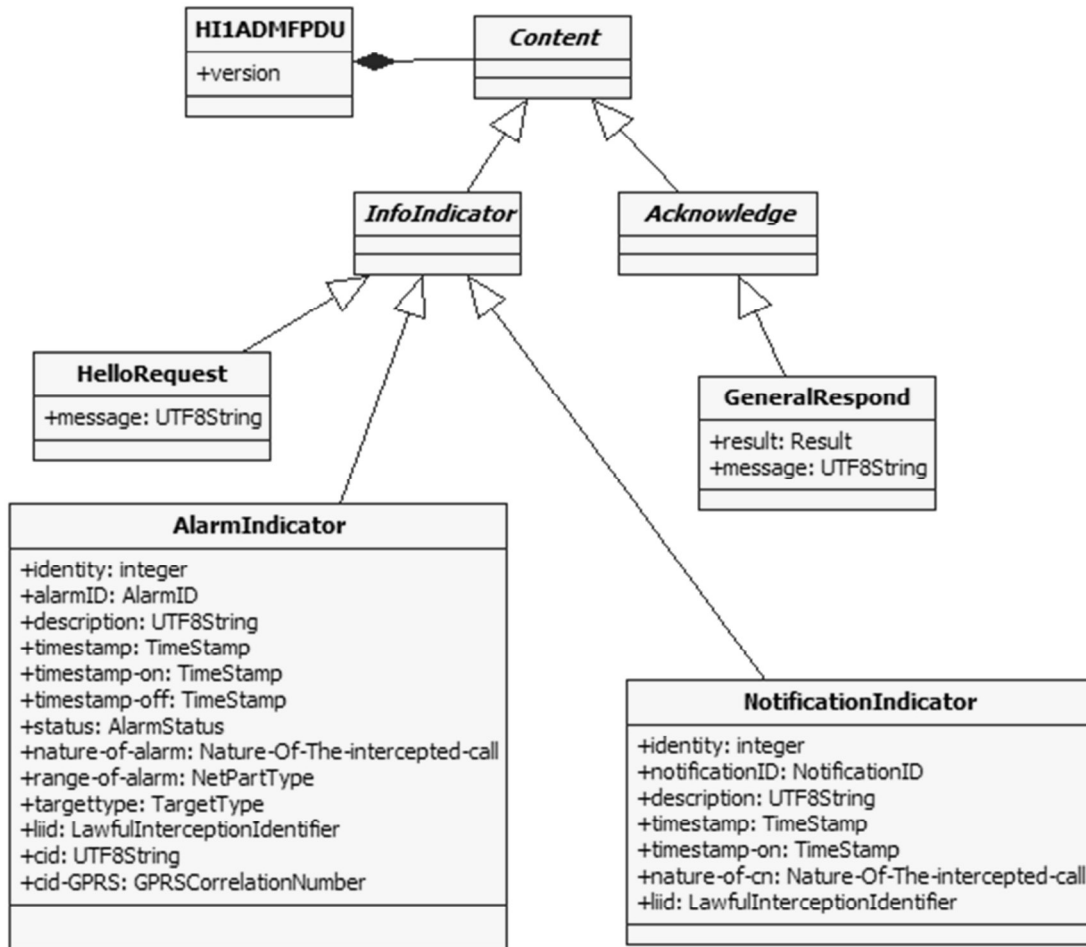 HI1ADMFPDU
+version
Content
InfoIndicator
Acknowledge
HelloRequest
+message: UTF8String
GeneralRespond
+result: Result
+message: UTF8String
AlarmIndicator
+identity: integer
+alarmID: AlarmID
+description: UTF8String
+timestamp: TimeStamp
+timestamp-on: TimeStamp
+timestamp-off: TimeStamp
+status: AlarmStatus
+nature-of-alarm: Nature-Of-The-intercepted-call
+range-of-alarm: NetPartType
+targettype: TargetType
+liid: LawfulInterceptionIdentifier
+cid: UTF8String
+cid-GPRS: GPRSCorrelationNumber
NotificationIndicator
+identity: integer
+notificationID: NotificationID
+description: UTF8String
+timestamp: TimeStamp
+timestamp-on: TimeStamp
+nature-of-cn: Nature-Of-The-intercepted-call
+liid: LawfulInterceptionIdentifier